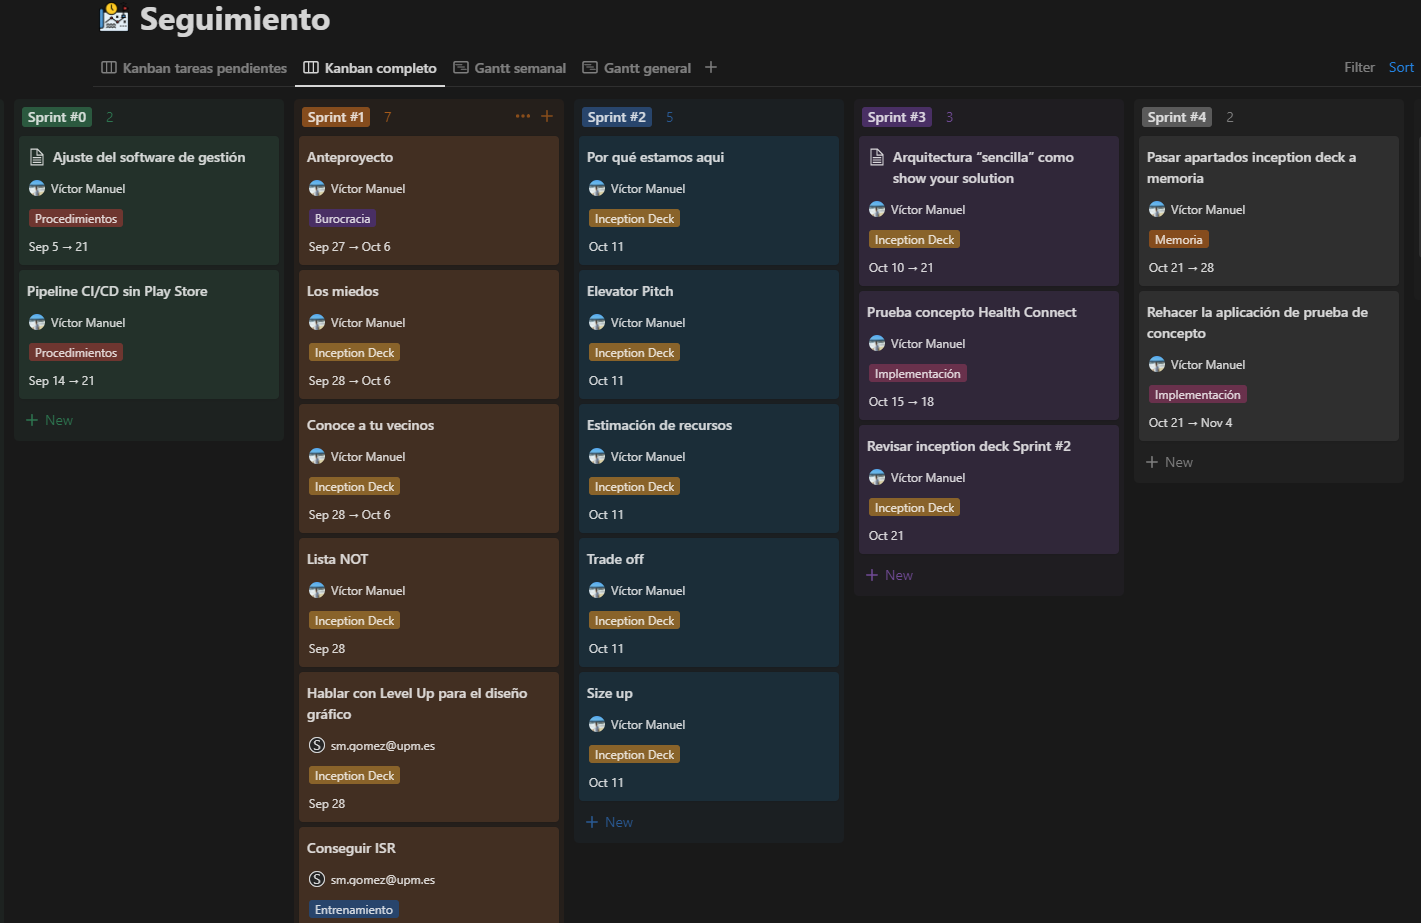 Seguimiento
Kanban tareas pendientes
Kanban completo
Gantt semanal
Gantt general
Filter
Sort
Sprint #0 2
Ajuste del software de gestión
Víctor Manuel
Procedimientos
Sep 5 → 21
Pipeline CI/CD sin Play Store
Víctor Manuel
Procedimientos
Sep 14 → 21
+ New
Sprint #1 7
Anteproyecto
Víctor Manuel
Burocracia
Sep 27 → Oct 6
Los miedos
Víctor Manuel
Inception Deck
Sep 28 → Oct 6
Conoce a tu vecinos
Víctor Manuel
Inception Deck
Sep 28 → Oct 6
Lista NOT
Víctor Manuel
Inception Deck
Sep 28
Hablar con Level Up para el diseño
gráfico
S sm.gomez@upm.es
Inception Deck
Sep 28
Conseguir ISR
S sm.gomez@upm.es
Entrenamiento
Sprint #2 5
Por qué estamos aqui
Víctor Manuel
Inception Deck
Oct 11
Elevator Pitch
Víctor Manuel
Inception Deck
Oct 11
Estimación de recursos
Víctor Manuel
Inception Deck
Oct 11
Trade off
Víctor Manuel
Inception Deck
Oct 11
Size up
Víctor Manuel
Inception Deck
Oct 11
+ New
Sprint #3 3
Arquitectura “sencilla” como
show your solution
Víctor Manuel
Inception Deck
Oct 10 → 21
Prueba concepto Health Connect
Víctor Manuel
Implementación
Oct 15 → 18
Revisar inception deck Sprint #2
Víctor Manuel
Inception Deck
Oct 21
+ New
Sprint #4 2
Pasar apartados inception deck a
memoria
Víctor Manuel
Memoria
Oct 21 → 28
Rehacer la aplicación de prueba de
concepto
Víctor Manuel
Implementación
Oct 21 → Nov 4
+ New